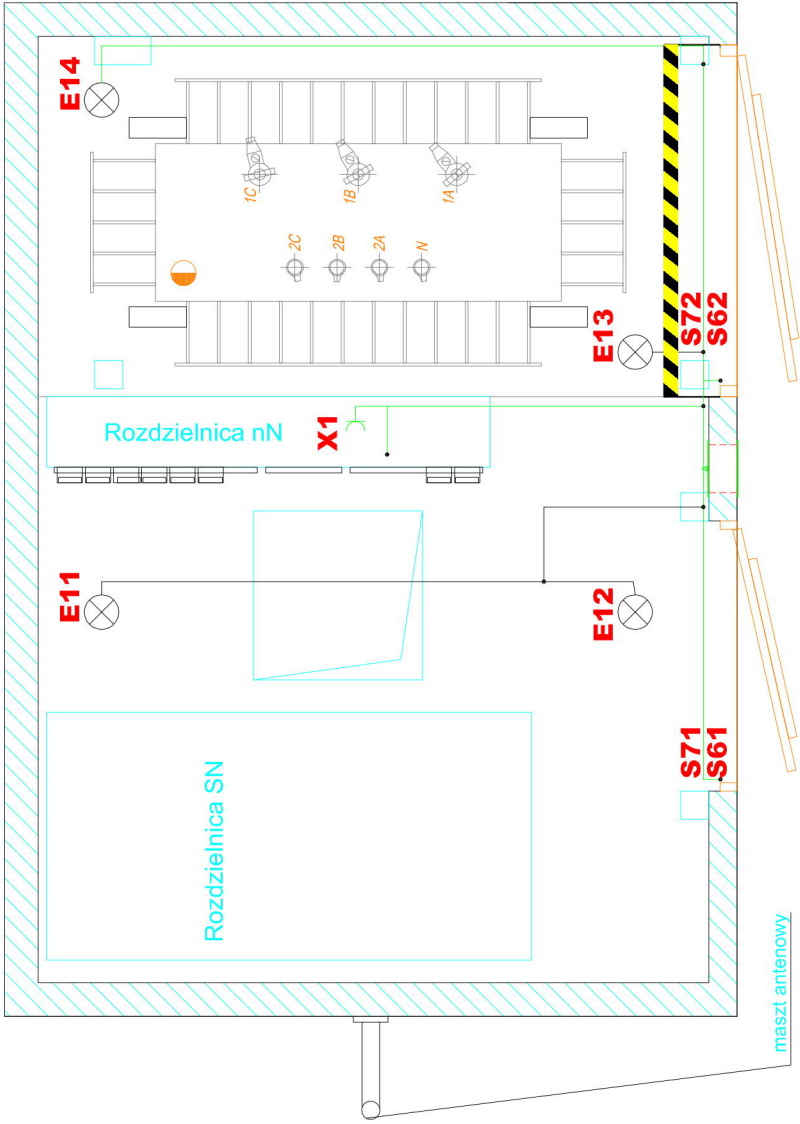 E14
1C
1B
1A
2C
2B
2A
N
E13
S72
S62
Rozdzielnica nN
X1
E11
E12
S71
S61
Rozdzielnica SN
maszt antenowy